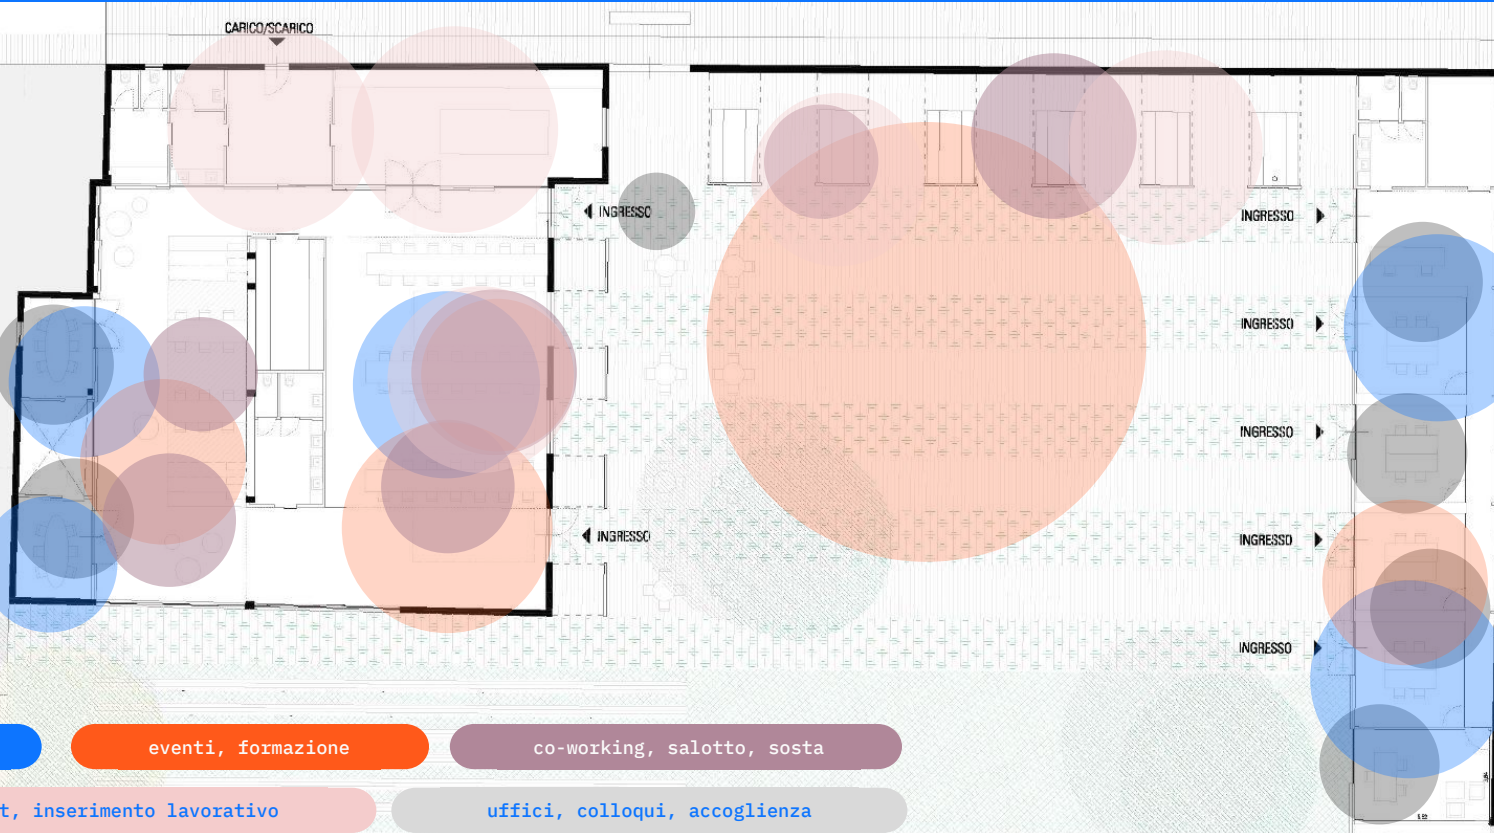 CARICO/SCARICO
INGRESSO
INGRESSO
INGRESSO
INGRESSO
INGRESSO
INGRESSO
INGRESSO
eventi, formazione
co-working, salotto, sosta
t, inserimento lavorativo
uffici, colloqui, accoglienza